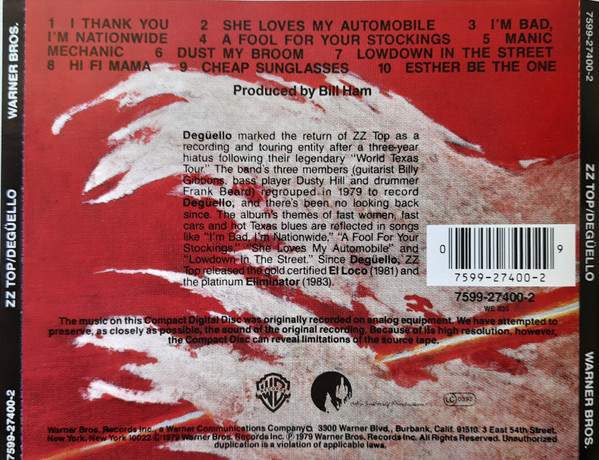 1 I THANK YOU 2 SHE LOVES MY AUTOMOBILE 3 I'M BAD,
I'M NATIONWIDE 4 A FOOL FOR YOUR STOCKINGS 5 MANIC
MECHANIC 6 DUST MY BROOM 7 LOWDOWN IN THE STREET
8 HI FI MAMA 9 CHEAP SUNGLASSES 10 ESTHER BE THE ONE
Produced by Bill Ham
Degüello marked the return of ZZ Top as a
recording and touring entity after a three-year
hiatus following their legendary "World Texas
Tour." The band's three members (guitarist Billy
Gibbons, bass player Dusty Hill and drummer
Frank Beard) regrouped in 1979 to record
Degüello, and there's been no looking back
since. The album's themes of fast women, fast
cars and hot Texas blues are reflected in songs
like "I'm Bad, I'm Nationwide," "A Fool For Your
Stockings," "She Loves My Automobile" and
"Lowdown In The Street." Since Degüello, ZZ
Top released the gold certified El Loco (1981) and
the platinum Eliminator (1983).
0 9
7599-27400-2
7599-27400-2
WE 835
The music on this Compact Digital Disc was originally recorded on analog equipment. We have attempted to
preserve, as closely as possible, the sound of the original recording. Because of its high resolution, however,
the Compact Disc can reveal limitations of the source tape.
LC 0392
Warner Bros. Records Inc., a Warner Communications Company, 3300 Warner Blvd., Burbank, Calif. 91510. 3 East 54th Street,
New York, New York 10022 © 1979 Warner Bros. Records Inc. ℗ 1979 Warner Bros. Records Inc. All Rights Reserved. Unauthorized
duplication is a violation of applicable laws.
7599-27400-2 ZZ TOP/DEGÜELLO WARNER BROS.
7599-27400-2 ZZ TOP/DEGÜELLO WARNER BROS.